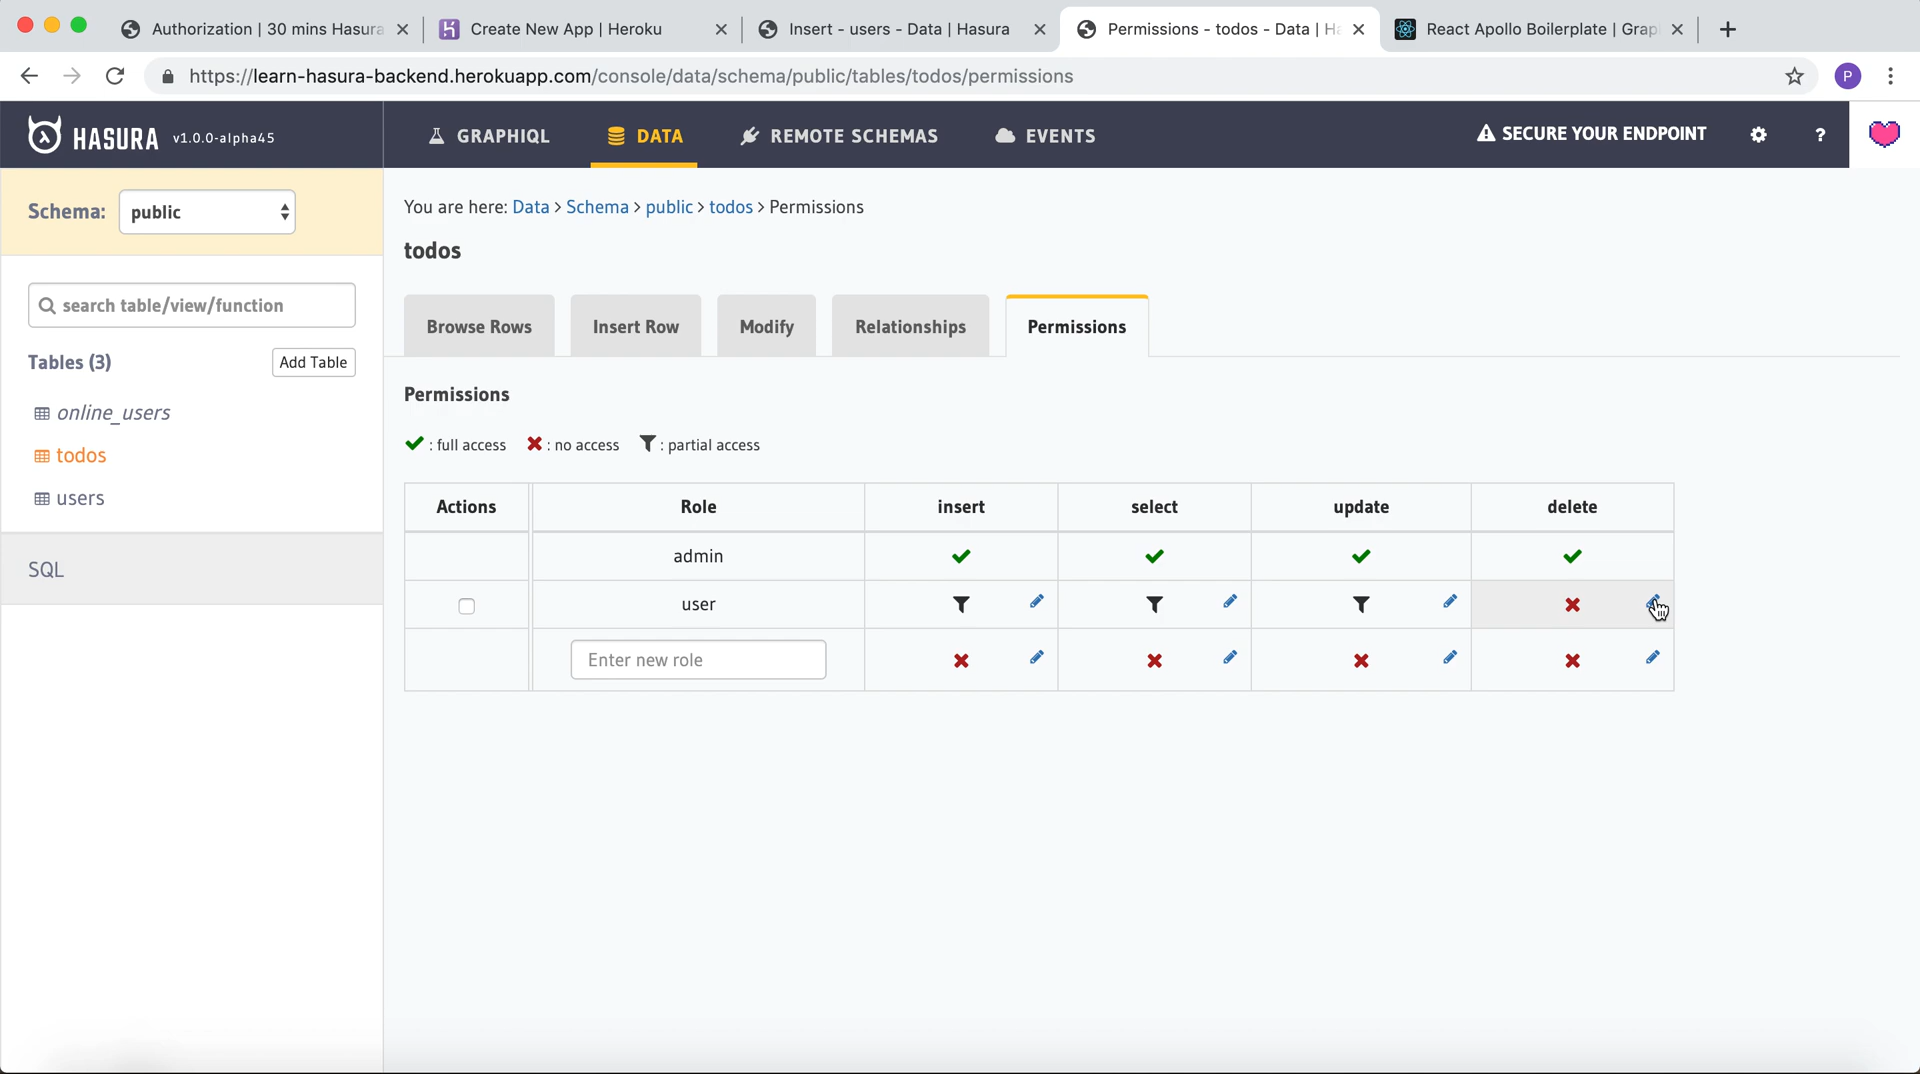 Authorization | 30 mins Hasura
Create New App | Heroku
Insert - users - Data | Hasura
Permissions - todos - Data | Ha
React Apollo Boilerplate | Grap
https://learn-hasura-backend.herokuapp.com/console/data/schema/public/tables/todos/permissions
P
HASURA v1.0.0-alpha45
GRAPHIQL
DATA
REMOTE SCHEMAS
EVENTS
SECURE YOUR ENDPOINT
?
Schema: public
search table/view/function
Tables (3)
Add Table
online_users
todos
users
SQL
You are here: Data > Schema > public > todos > Permissions
todos
Browse Rows
Insert Row
Modify
Relationships
Permissions
Permissions
: full access : no access : partial access
Actions Role insert select update delete
admin
user
Enter new role